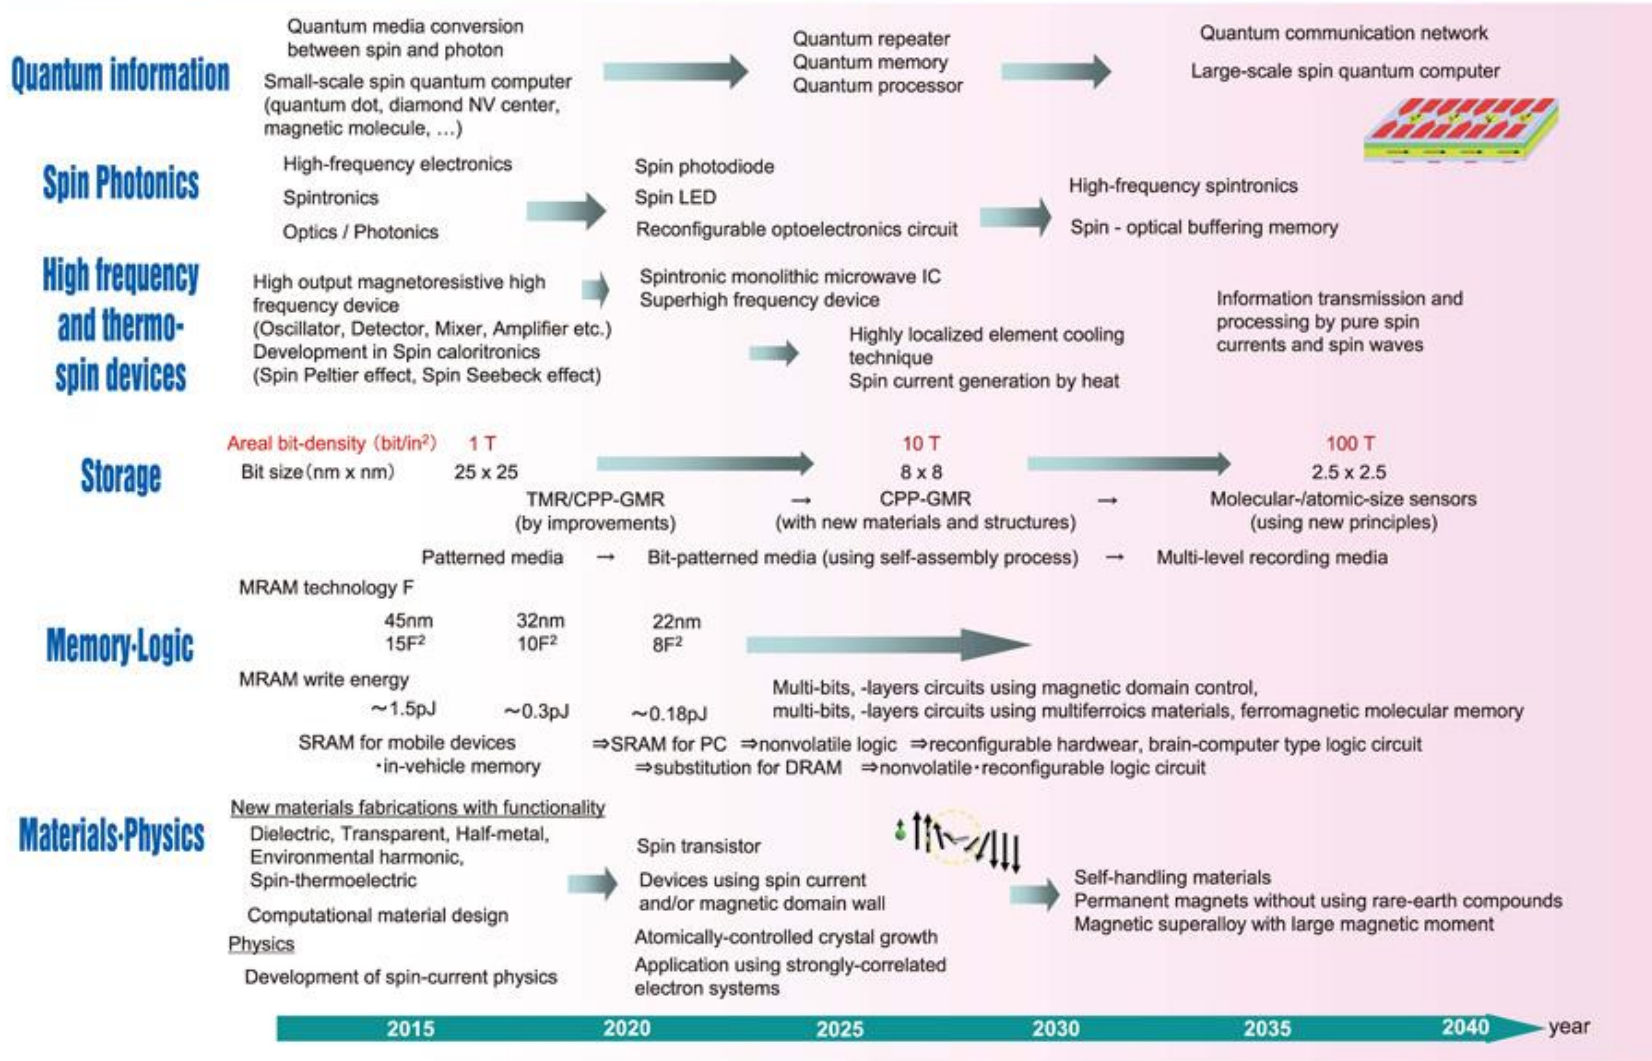 Quantum information
Quantum media conversion
between spin and photon
Small-scale spin quantum computer
(quantum dot, diamond NV center,
magnetic molecule, …)
Quantum repeater
Quantum memory
Quantum processor
Quantum communication network
Large-scale spin quantum computer
Spin Photonics
High-frequency electronics
Spintronics
Optics / Photonics
Spin photodiode
Spin LED
Reconfigurable optoelectronics circuit
High-frequency spintronics
Spin - optical buffering memory
High frequency
and thermo-
spin devices
High output magnetoresistive high
frequency device
(Oscillator, Detector, Mixer, Amplifier etc.)
Development in Spin caloritronics
(Spin Peltier effect, Spin Seebeck effect)
Spintronic monolithic microwave IC
Superhigh frequency device
Highly localized element cooling
technique
Spin current generation by heat
Information transmission and
processing by pure spin
currents and spin waves
Storage
Areal bit-density (bit/in²) 1 T 10 T 100 T
Bit size (nm x nm) 25 x 25 8 x 8 2.5 x 2.5
TMR/CPP-GMR → CPP-GMR → Molecular-/atomic-size sensors
(by improvements) (with new materials and structures) (using new principles)
Patterned media → Bit-patterned media (using self-assembly process) → Multi-level recording media
Memory·Logic
MRAM technology F
45nm 32nm 22nm
15F² 10F² 8F²
MRAM write energy
~1.5pJ ~0.3pJ ~0.18pJ
Multi-bits, -layers circuits using magnetic domain control,
multi-bits, -layers circuits using multiferroics materials, ferromagnetic molecular memory
SRAM for mobile devices ⇒SRAM for PC ⇒nonvolatile logic ⇒reconfigurable hardwear, brain-computer type logic circuit
・in-vehicle memory ⇒substitution for DRAM ⇒nonvolatile・reconfigurable logic circuit
Materials·Physics
New materials fabrications with functionality
Dielectric, Transparent, Half-metal,
Environmental harmonic,
Spin-thermoelectric
Computational material design
Physics
Development of spin-current physics
Spin transistor
Devices using spin current
and/or magnetic domain wall
Atomically-controlled crystal growth
Application using strongly-correlated
electron systems
Self-handling materials
Permanent magnets without using rare-earth compounds
Magnetic superalloy with large magnetic moment
2015 2020 2025 2030 2035 2040 year